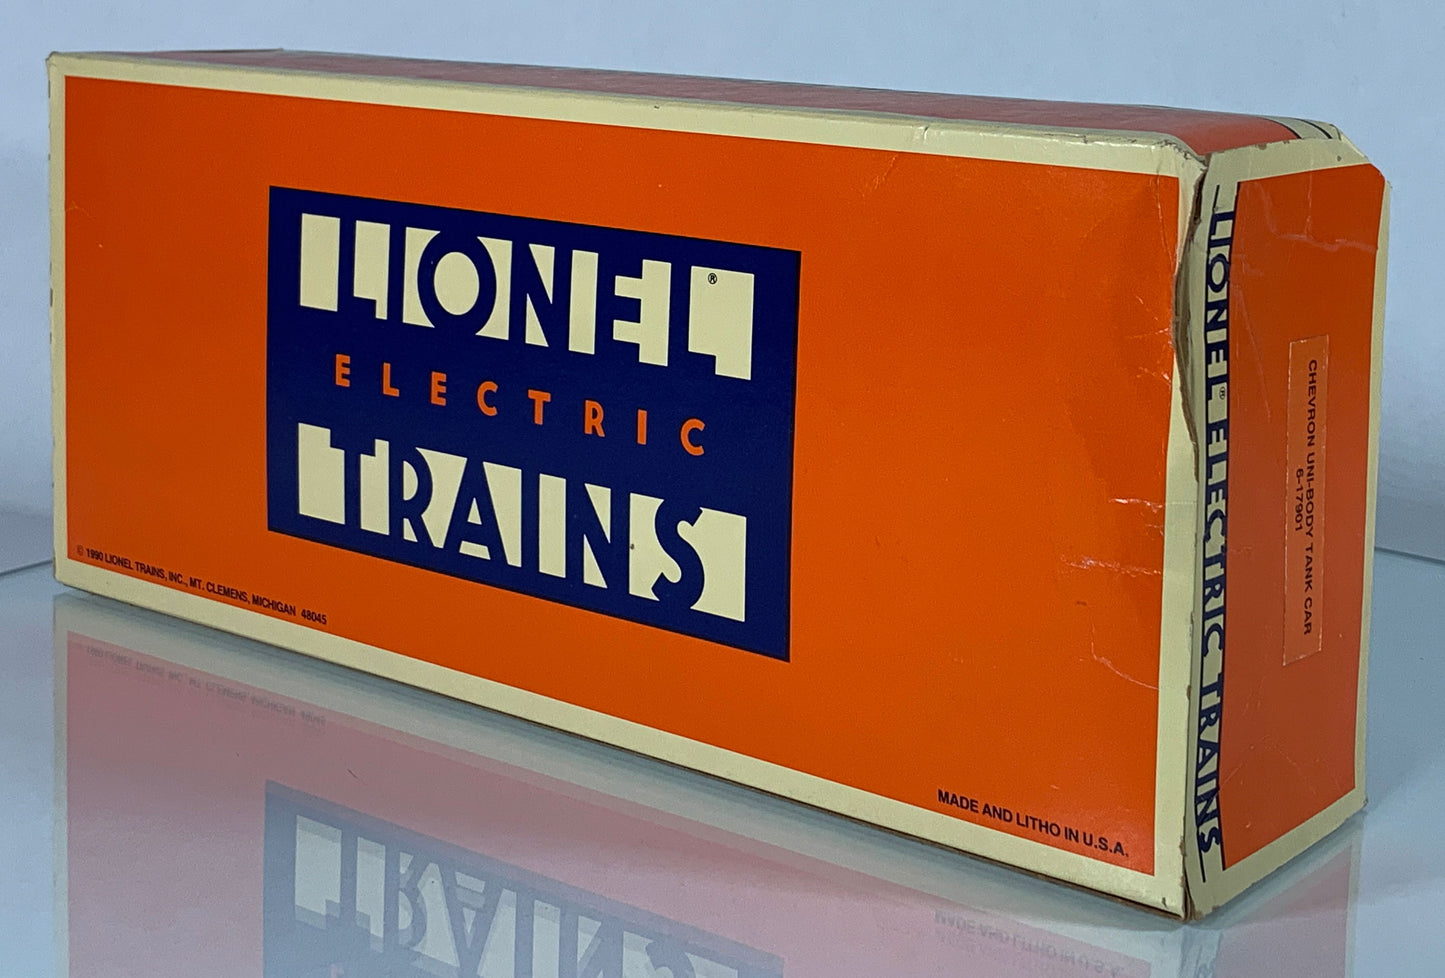 LIONEL®
ELECTRIC
TRAINS
© 1990 LIONEL TRAINS, INC., MT. CLEMENS, MICHIGAN 48045
MADE AND LITHO IN U.S.A.
LIONEL® ELECTRIC TRAINS
CHEVRON UNI-BODY TANK CAR
6-17901